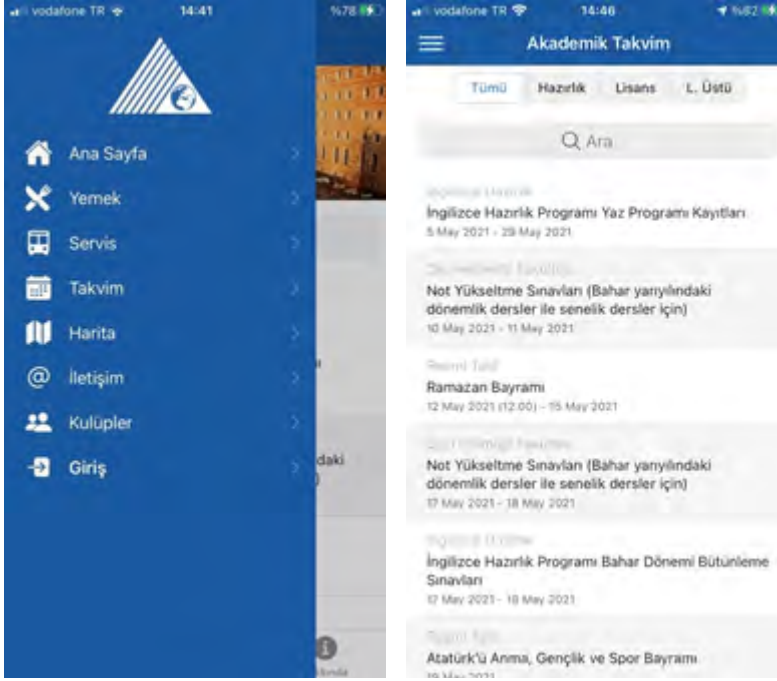 vodafone TR
14:41
%78
Ana Sayfa
Yemek
Servis
Takvim
Harita
İletişim
Kulüpler
Giriş
daki
)
vodafone TR
14:46
%82
Akademik Takvim
Tümü
Hazırlık
Lisans
L. Üstü
Ara
İngilizce Hazırlık Programı Yaz Programı Kayıtları
5 May 2021 - 29 May 2021
Not Yükseltme Sınavları (Bahar yarıyılındaki
dönemlik dersler ile senelik dersler için)
10 May 2021 - 11 May 2021
Resmi Tatil
Ramazan Bayramı
12 May 2021 (12.00) - 15 May 2021
Not Yükseltme Sınavları (Bahar yarıyılındaki
dönemlik dersler ile senelik dersler için)
17 May 2021 - 18 May 2021
İngilizce Hazırlık Programı Bahar Dönemi Bütünleme
Sınavları
17 May 2021 - 18 May 2021
Resmi Tatil
Atatürk'ü Anma, Gençlik ve Spor Bayramı
19 May 2021